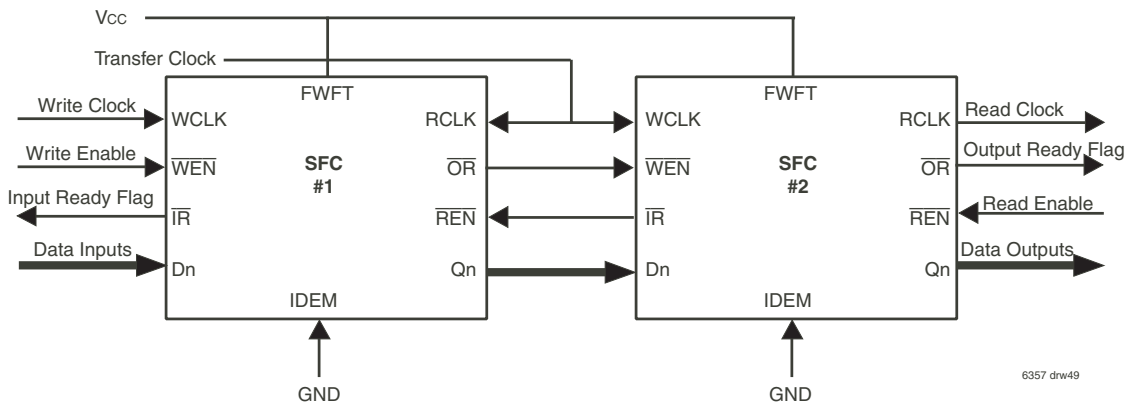 Vcc
Transfer Clock
FWFT
FWFT
Write Clock
WCLK
RCLK
WCLK
RCLK
Read Clock
Write Enable
WEN
SFC
#1
OR
WEN
SFC
#2
OR
Output Ready Flag
Input Ready Flag
IR
REN
IR
REN
Read Enable
Data Inputs
Dn
Qn
Dn
Qn
Data Outputs
IDEM
IDEM
GND
GND
6357 drw49